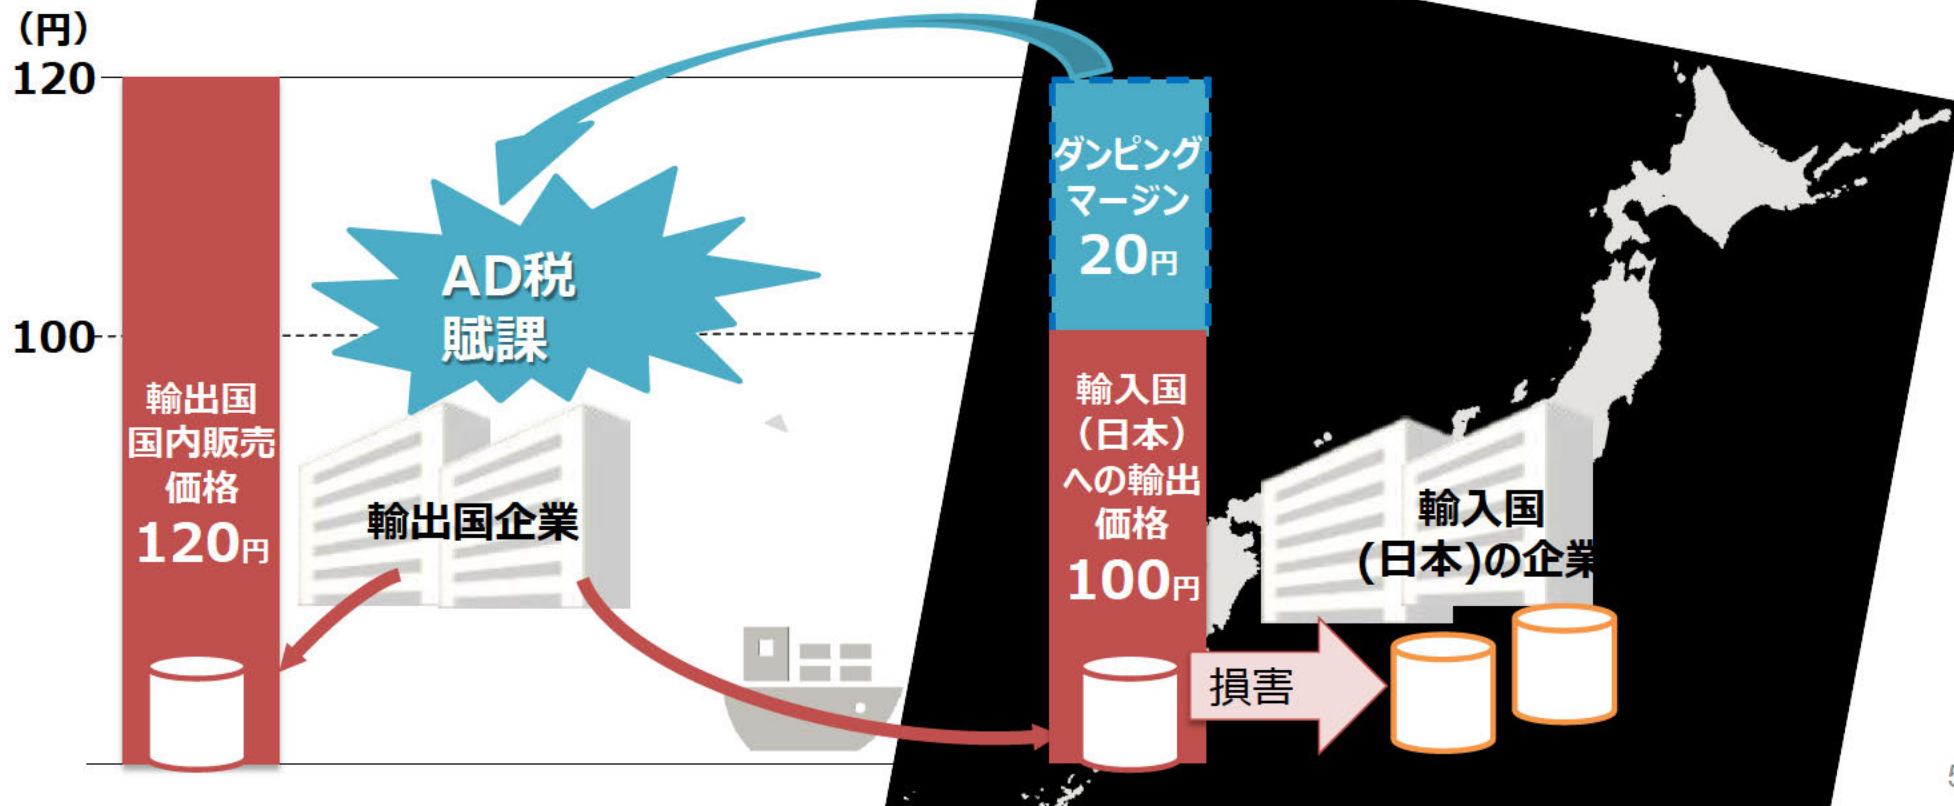 （円）
120
100
輸出国
国内販売
価格
120円
AD税
賦課
輸出国企業
ダンピング
マージン
20円
輸入国
（日本）
への輸出
価格
100円
損害
輸入国
(日本)の企業
5